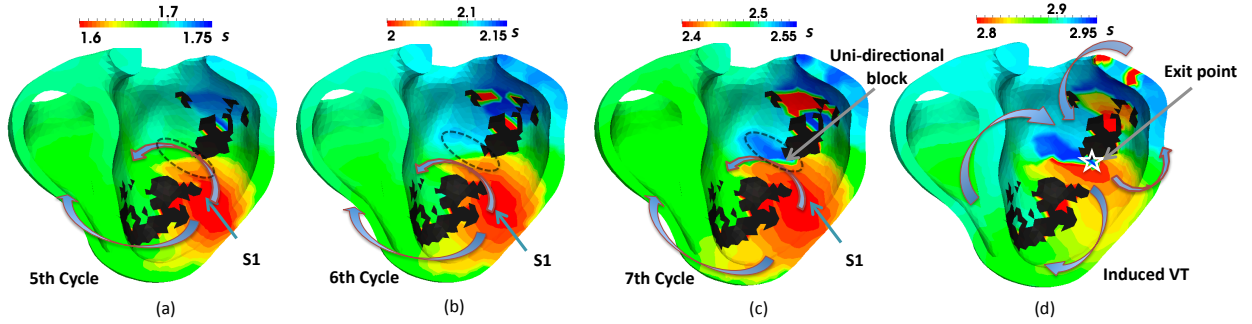 1.7
1.6 1.75 s
2.1
2 2.15 s
2.5
2.4 2.55 s
2.9
2.8 2.95 s
Uni-directional
block
Exit point
S1
S1
S1
5th Cycle
6th Cycle
7th Cycle
Induced VT
(a)
(b)
(c)
(d)